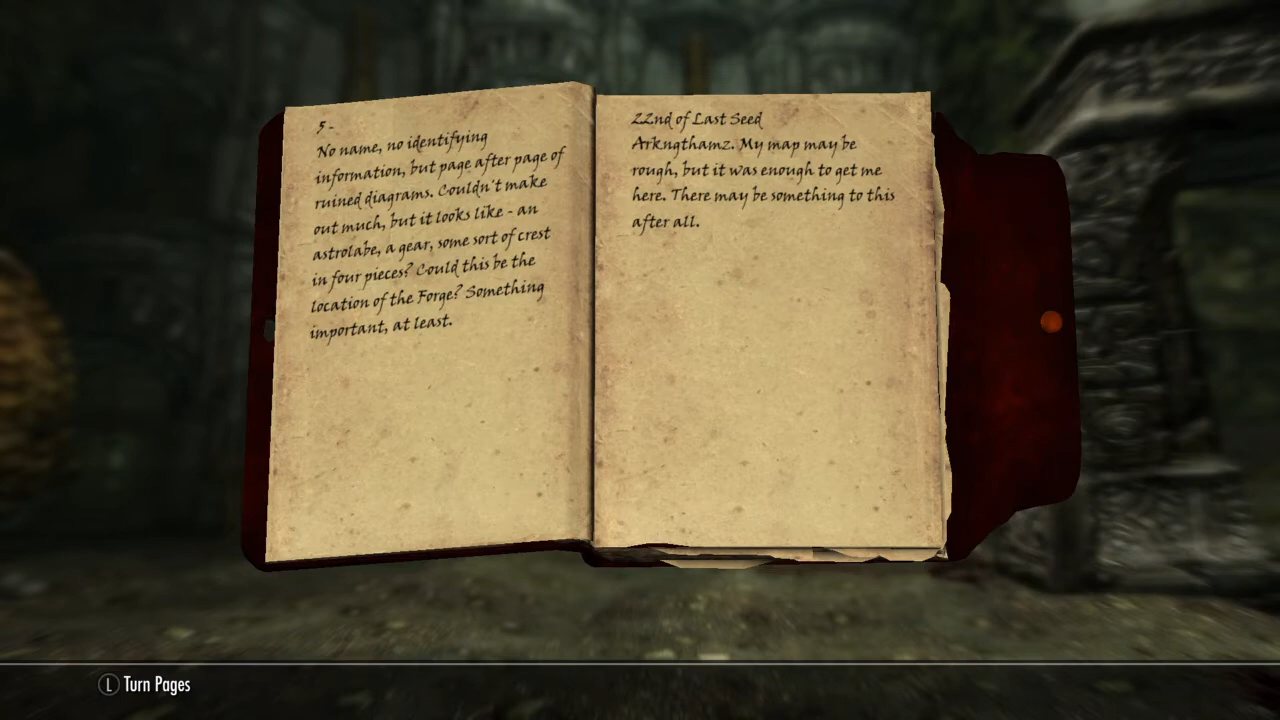 5-
No name, no identifying
information, but page after page of
ruined diagrams. Couldn't make
out much, but it looks like - an
astrolabe, a gear, some sort of crest
in four pieces? Could this be the
location of the Forge? Something
important, at least.
22nd of Last Seed
Arkngthamz. My map may be
rough, but it was enough to get me
here. There may be something to this
after all.
L Turn Pages